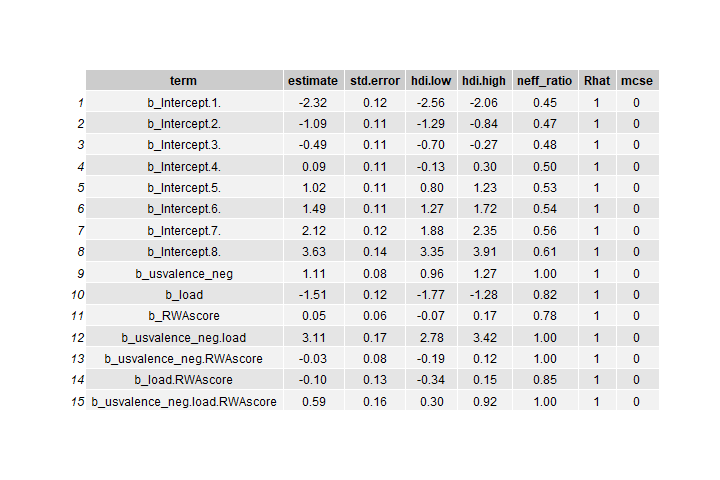 term estimate std.error hdi.low hdi.high neff_ratio Rhat mcse
1 b_Intercept.1. -2.32 0.12 -2.56 -2.06 0.45 1 0
2 b_Intercept.2. -1.09 0.11 -1.29 -0.84 0.47 1 0
3 b_Intercept.3. -0.49 0.11 -0.70 -0.27 0.48 1 0
4 b_Intercept.4. 0.09 0.11 -0.13 0.30 0.50 1 0
5 b_Intercept.5. 1.02 0.11 0.80 1.23 0.53 1 0
6 b_Intercept.6. 1.49 0.11 1.27 1.72 0.54 1 0
7 b_Intercept.7. 2.12 0.12 1.88 2.35 0.56 1 0
8 b_Intercept.8. 3.63 0.14 3.35 3.91 0.61 1 0
9 b_usvalence_neg 1.11 0.08 0.96 1.27 1.00 1 0
10 b_load -1.51 0.12 -1.77 -1.28 0.82 1 0
11 b_RWAscore 0.05 0.06 -0.07 0.17 0.78 1 0
12 b_usvalence_neg.load 3.11 0.17 2.78 3.42 1.00 1 0
13 b_usvalence_neg.RWAscore -0.03 0.08 -0.19 0.12 1.00 1 0
14 b_load.RWAscore -0.10 0.13 -0.34 0.15 0.85 1 0
15 b_usvalence_neg.load.RWAscore 0.59 0.16 0.30 0.92 1.00 1 0